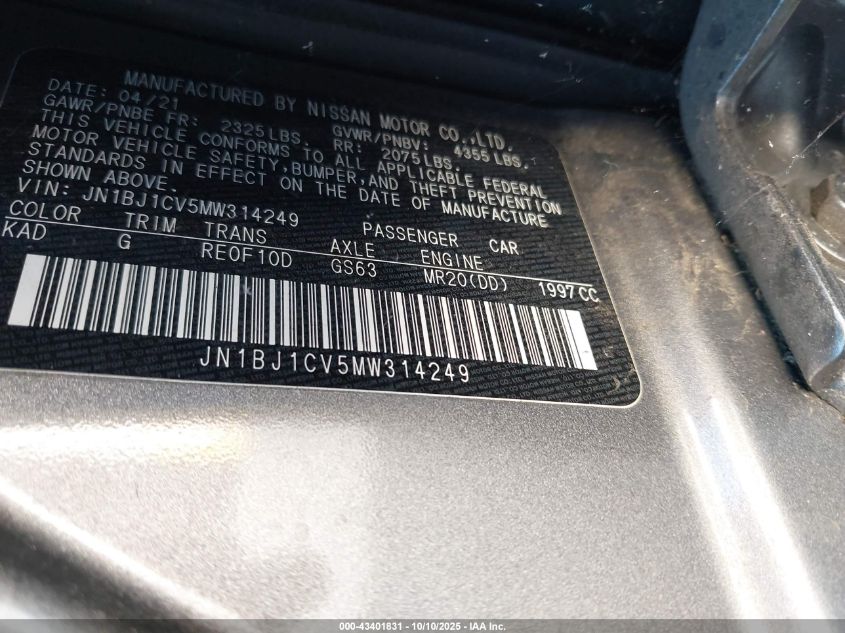 MANUFACTURED BY NISSAN MOTOR CO.,LTD.
DATE: 04/21 GVWR/PNBV: 4355LBS.
GAWR/PNBE FR: 2325LBS. RR: 2075LBS.
THIS VEHICLE CONFORMS TO ALL APPLICABLE FEDERAL
MOTOR VEHICLE SAFETY,BUMPER,AND THEFT PREVENTION
STANDARDS IN EFFECT ON THE DATE OF MANUFACTURE
SHOWN ABOVE.
VIN: JN1BJ1CV5MW314249 PASSENGER CAR
COLOR TRIM TRANS AXLE ENGINE
KAD G RE0F10D GS63 MR20(DD) 1997CC
JN1BJ1CV5MW314249
000-43401831 - 10/10/2025 - IAA Inc.